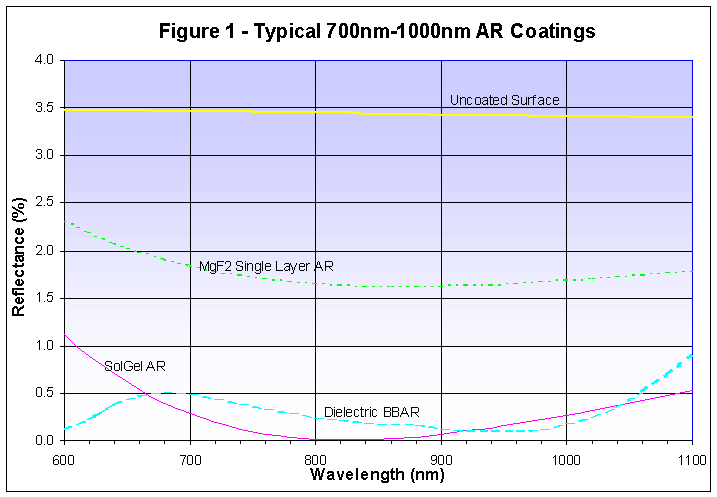 Figure 1 - Typical 700nm-1000nm AR Coatings
4.0
3.5
3.0
2.5
2.0
1.5
1.0
0.5
0.0
Reflectance (%)
Uncoated Surface
MgF2 Single Layer AR
SolGel AR
Dielectric BBAR
600 700 800 900 1000 1100
Wavelength (nm)